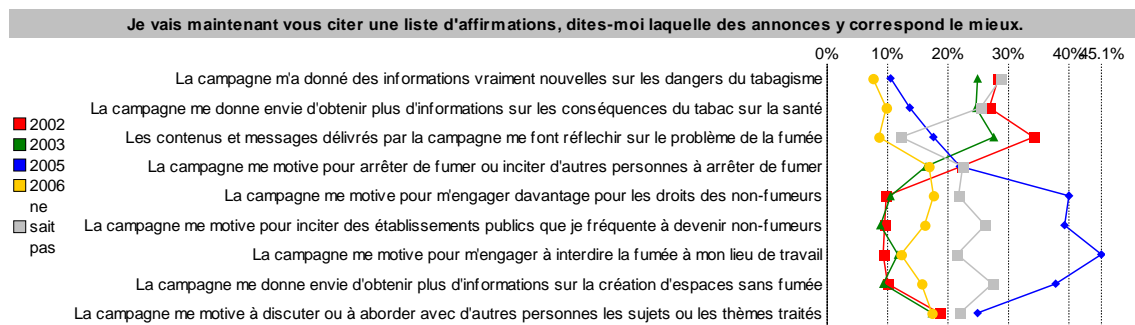 Je vais maintenant vous citer une liste d'affirmations, dites-moi laquelle des annonces y correspond le mieux.
0% 10% 20% 30% 40% 45.1%
La campagne m'a donné des informations vraiment nouvelles sur les dangers du tabagisme
La campagne me donne envie d'obtenir plus d'informations sur les conséquences du tabac sur la santé
Les contenus et messages délivrés par la campagne me font réflechir sur le problème de la fumée
La campagne me motive pour arrêter de fumer ou inciter d'autres personnes à arrêter de fumer
La campagne me motive pour m'engager davantage pour les droits des non-fumeurs
La campagne me motive pour inciter des établissements publics que je fréquente à devenir non-fumeurs
La campagne me motive pour m'engager à interdire la fumée à mon lieu de travail
La campagne me donne envie d'obtenir plus d'informations sur la création d'espaces sans fumée
La campagne me motive à discuter ou à aborder avec d'autres personnes les sujets ou les thèmes traités
2002
2003
2005
2006
ne
sait
pas